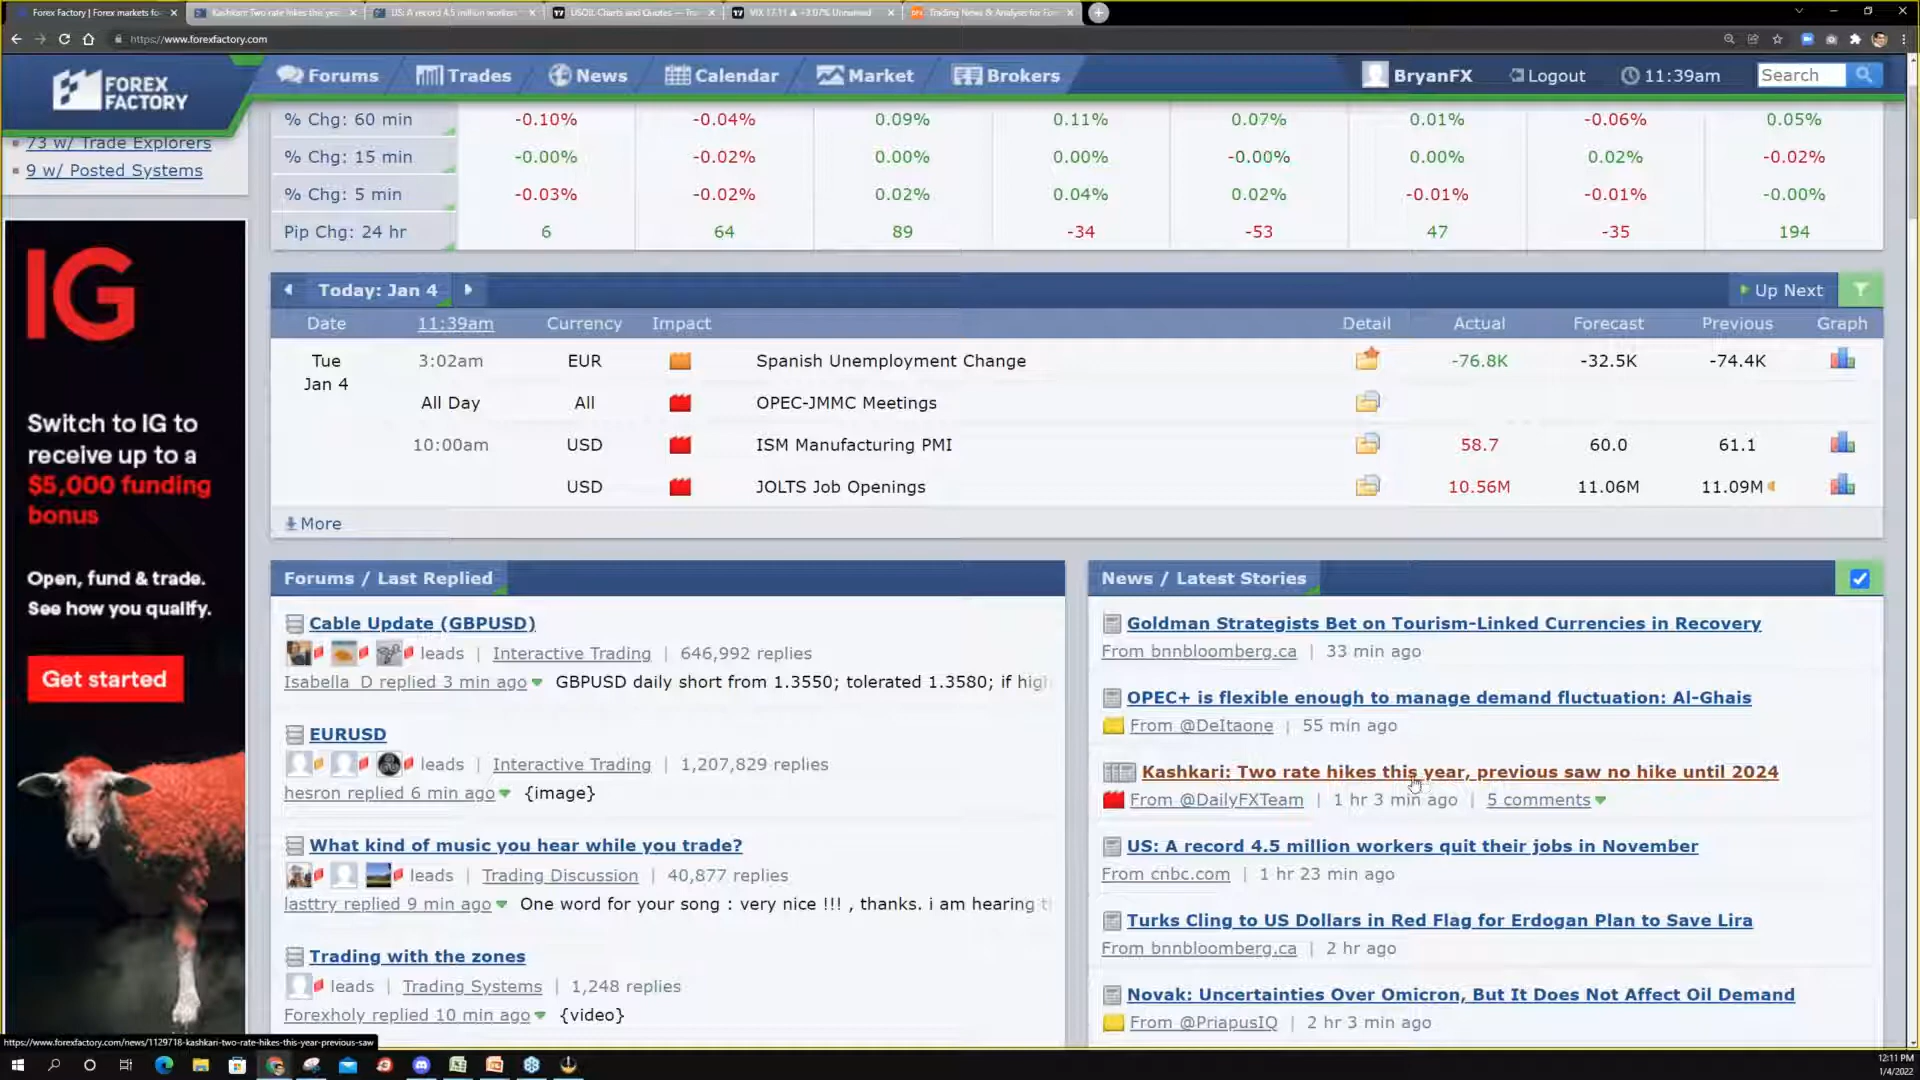 Forex Factory | Forex markets fo
Kashkari: Two rate hikes this yea
US: A record 4.5 million workers
USOIL Charts and Quotes — Tra
VIX 17.11 ▲ +3.07% Unnamed
Trading News & Analysis for For
https://www.forexfactory.com
FOREX
FACTORY
Forums
Trades
News
Calendar
Market
Brokers
BryanFX
Logout
11:39am
Search
73 w/ Trade Explorers
9 w/ Posted Systems
% Chg: 60 min -0.10% -0.04% 0.09% 0.11% 0.07% 0.01% -0.06% 0.05%
% Chg: 15 min -0.00% -0.02% 0.00% 0.00% -0.00% 0.00% 0.02% -0.02%
% Chg: 5 min -0.03% -0.02% 0.02% 0.04% 0.02% -0.01% -0.01% -0.00%
Pip Chg: 24 hr 6 64 89 -34 -53 47 -35 194
IG
Switch to IG to
receive up to a
$5,000 funding
bonus
Open, fund & trade.
See how you qualify.
Get started
Today: Jan 4
Up Next
Date 11:39am Currency Impact Detail Actual Forecast Previous Graph
Tue 3:02am EUR Spanish Unemployment Change -76.8K -32.5K -74.4K
Jan 4
All Day All OPEC-JMMC Meetings
10:00am USD ISM Manufacturing PMI 58.7 60.0 61.1
USD JOLTS Job Openings 10.56M 11.06M 11.09M
More
Forums / Last Replied
Cable Update (GBPUSD)
leads | Interactive Trading | 646,992 replies
Isabella_D replied 3 min ago GBPUSD daily short from 1.3550; tolerated 1.3580; if high
EURUSD
leads | Interactive Trading | 1,207,829 replies
hesron replied 6 min ago {image}
What kind of music you hear while you trade?
leads | Trading Discussion | 40,877 replies
lasttry replied 9 min ago One word for your song : very nice !!! , thanks. i am hearing t
Trading with the zones
leads | Trading Systems | 1,248 replies
Forexholy replied 10 min ago {video}
News / Latest Stories
Goldman Strategists Bet on Tourism-Linked Currencies in Recovery
From bnnbloomberg.ca | 33 min ago
OPEC+ is flexible enough to manage demand fluctuation: Al-Ghais
From @DeItaone | 55 min ago
Kashkari: Two rate hikes this year, previous saw no hike until 2024
From @DailyFXTeam | 1 hr 3 min ago | 5 comments
US: A record 4.5 million workers quit their jobs in November
From cnbc.com | 1 hr 23 min ago
Turks Cling to US Dollars in Red Flag for Erdogan Plan to Save Lira
From bnnbloomberg.ca | 2 hr ago
Novak: Uncertainties Over Omicron, But It Does Not Affect Oil Demand
From @PriapusIQ | 2 hr 3 min ago
https://www.forexfactory.com/news/1129718-kashkari-two-rate-hikes-this-year-previous-saw
12:11 PM
1/4/2022